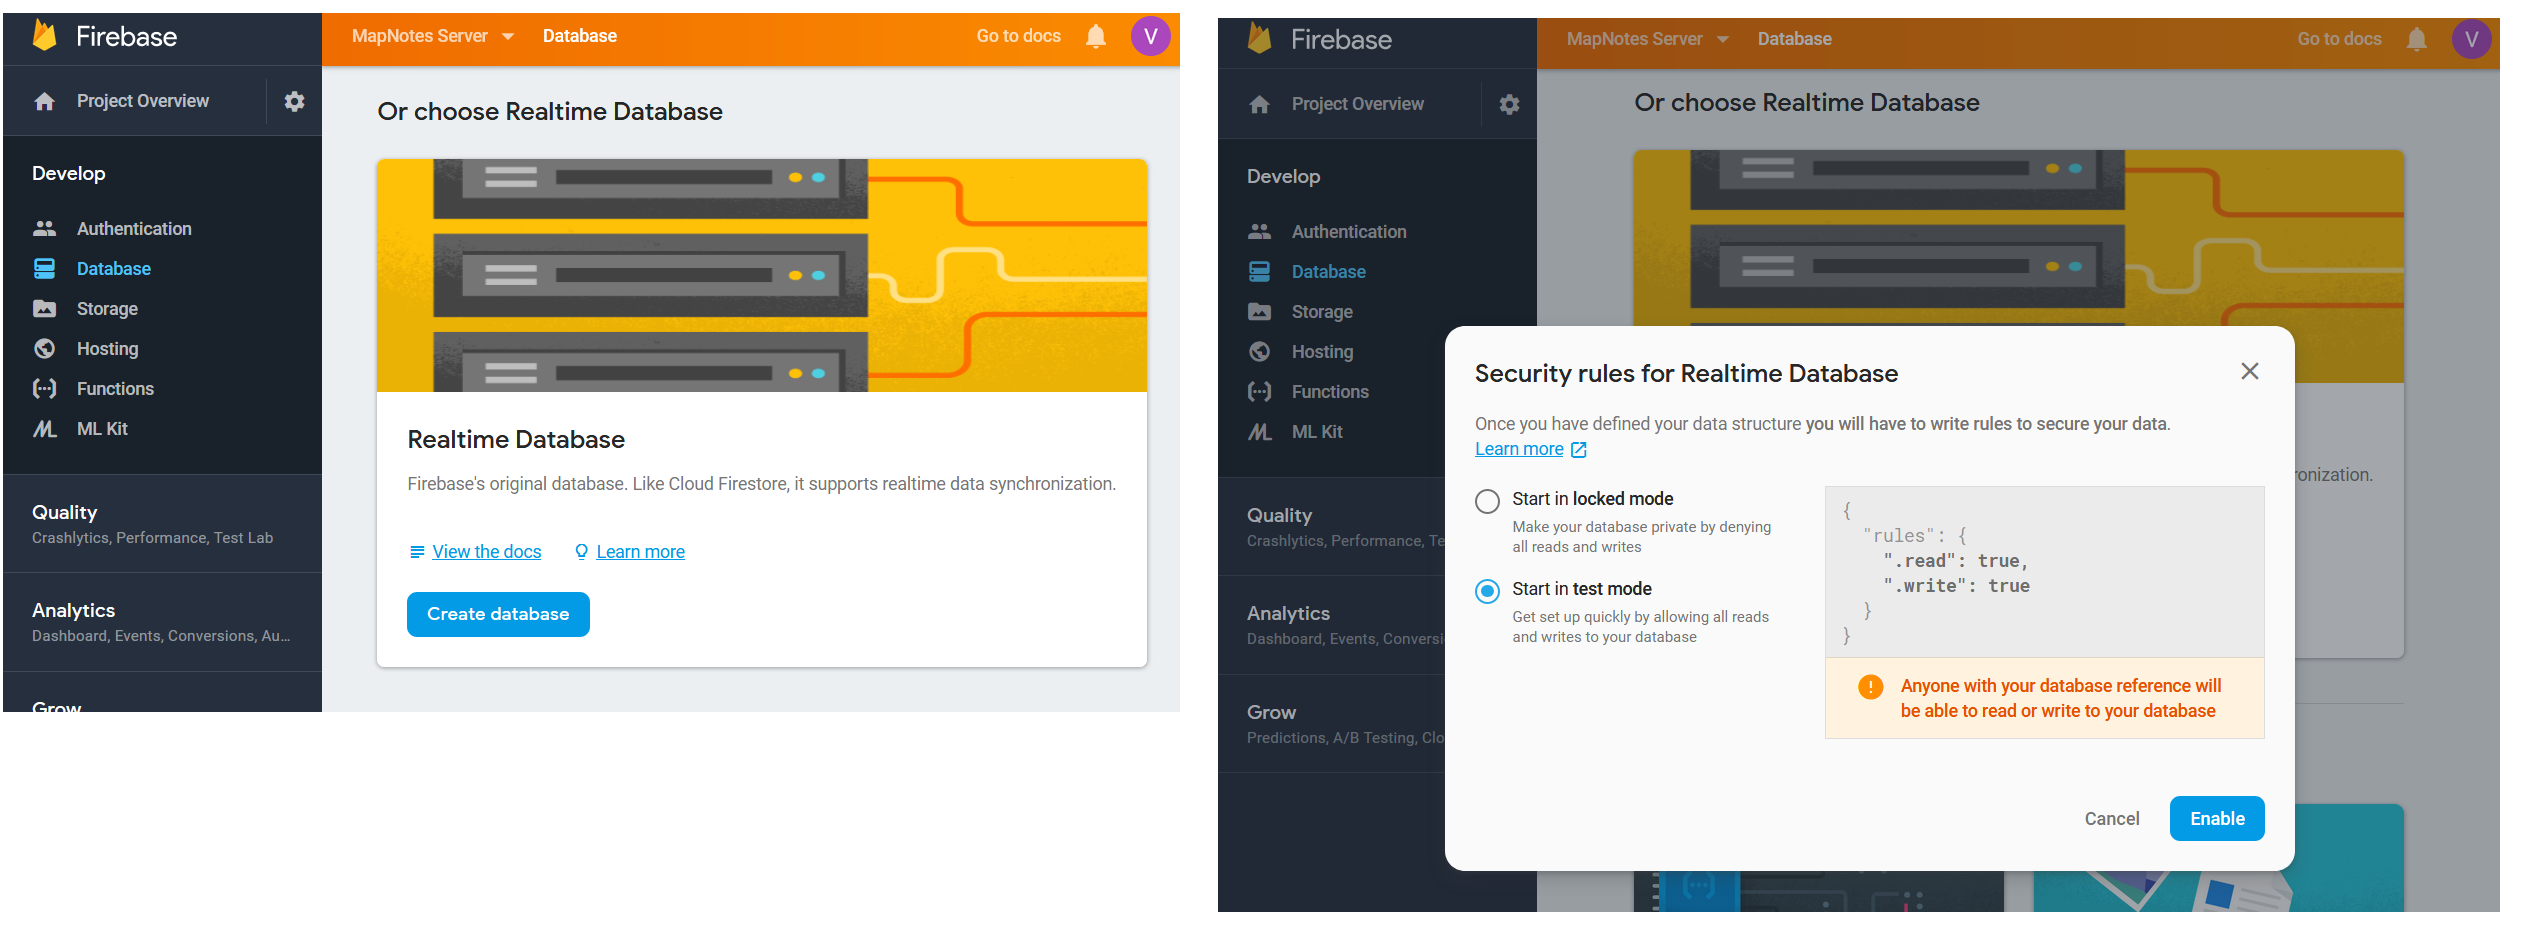 Firebase
MapNotes Server
Database
Go to docs
V
Project Overview
Or choose Realtime Database
Develop
Authentication
Database
Storage
Hosting
Functions
ML Kit
Quality
Crashlytics, Performance, Test Lab
Analytics
Dashboard, Events, Conversions, Au...
Grow
Realtime Database
Firebase's original database. Like Cloud Firestore, it supports realtime data synchronization.
View the docs
Learn more
Create database
Firebase
MapNotes Server
Database
Go to docs
V
Project Overview
Or choose Realtime Database
Develop
Authentication
Database
Storage
Hosting
Functions
ML Kit
Quality
Crashlytics, Performance, Te
Analytics
Dashboard, Events, Conversi
Grow
Predictions, A/B Testing, Clo
onization.
Security rules for Realtime Database
Once you have defined your data structure you will have to write rules to secure your data.
Learn more
Start in locked mode
Make your database private by denying
all reads and writes
Start in test mode
Get set up quickly by allowing all reads
and writes to your database
{
"rules": {
".read": true,
".write": true
}
}
Anyone with your database reference will
be able to read or write to your database
Cancel
Enable